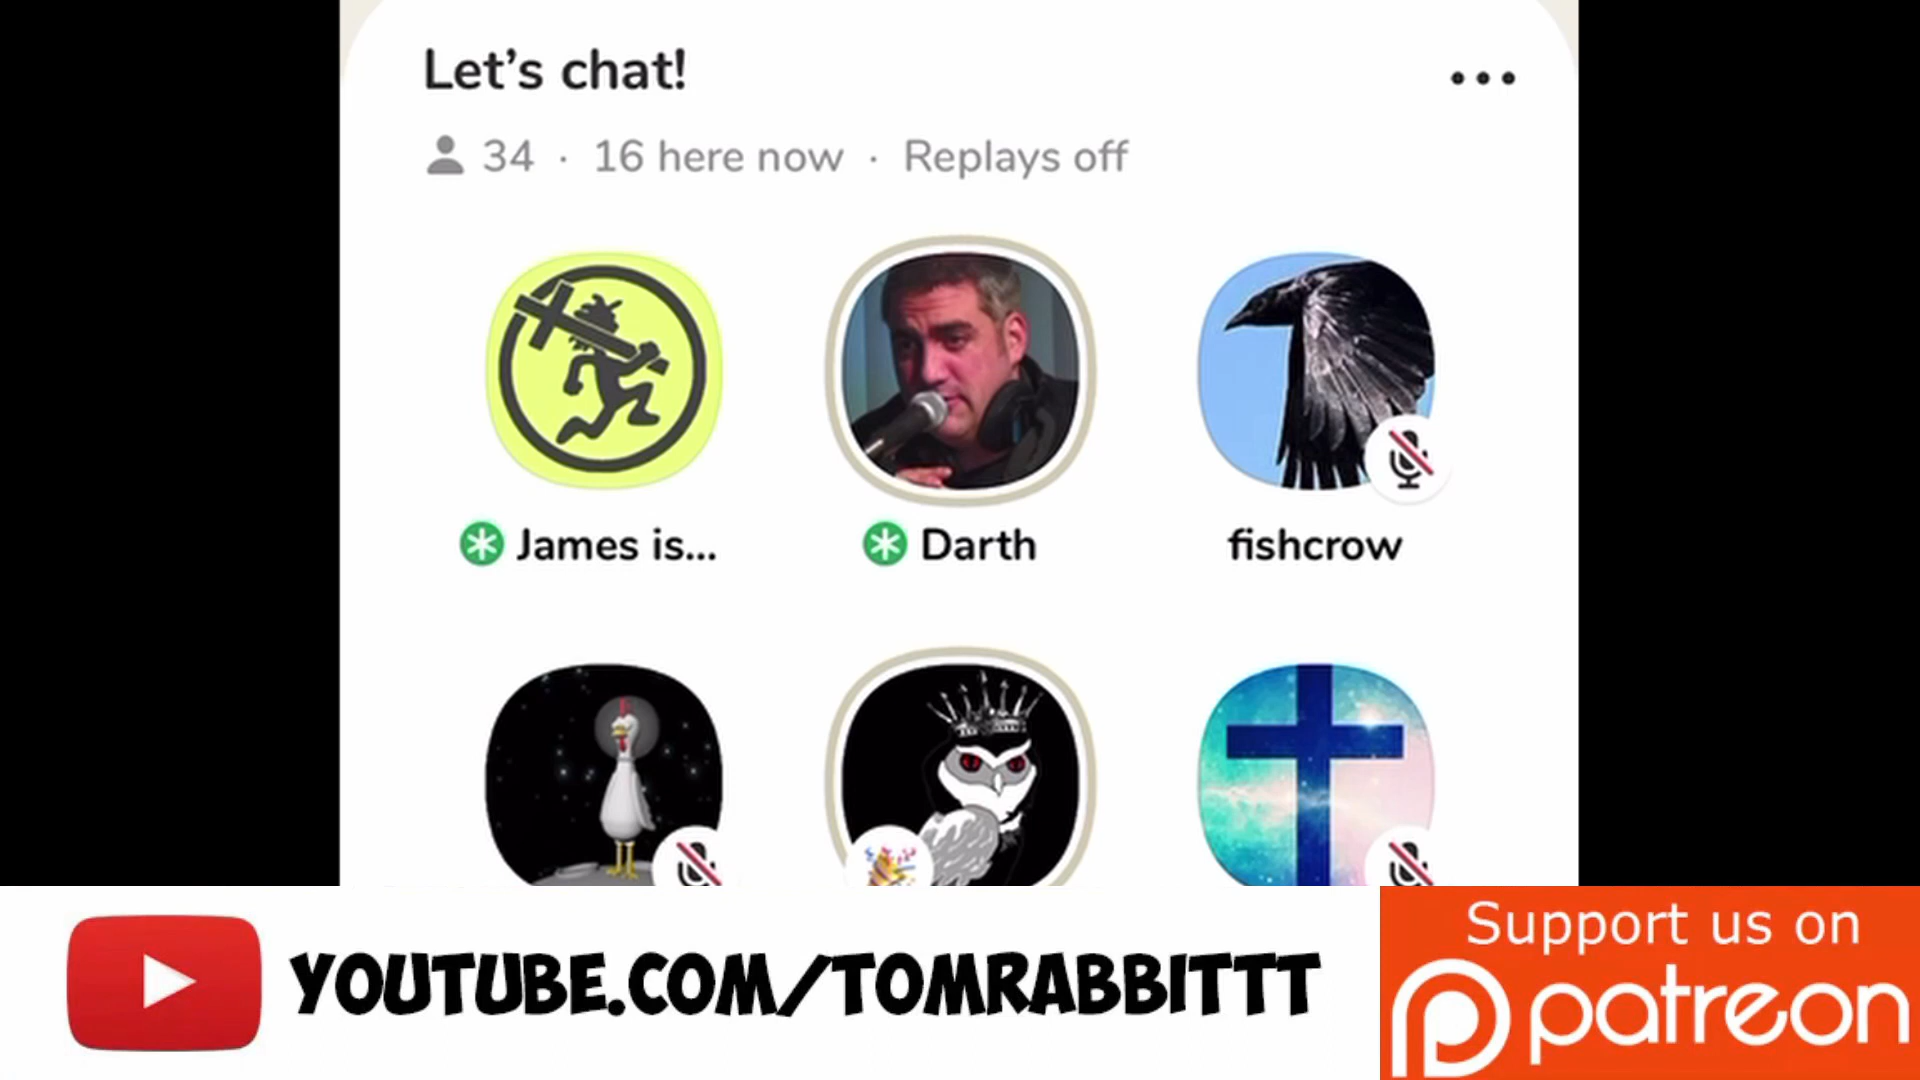 Let's chat!
34 · 16 here now · Replays off
James is...
Darth
fishcrow
YOUTUBE.COM/TOMRABBITTT
Support us on
patreon